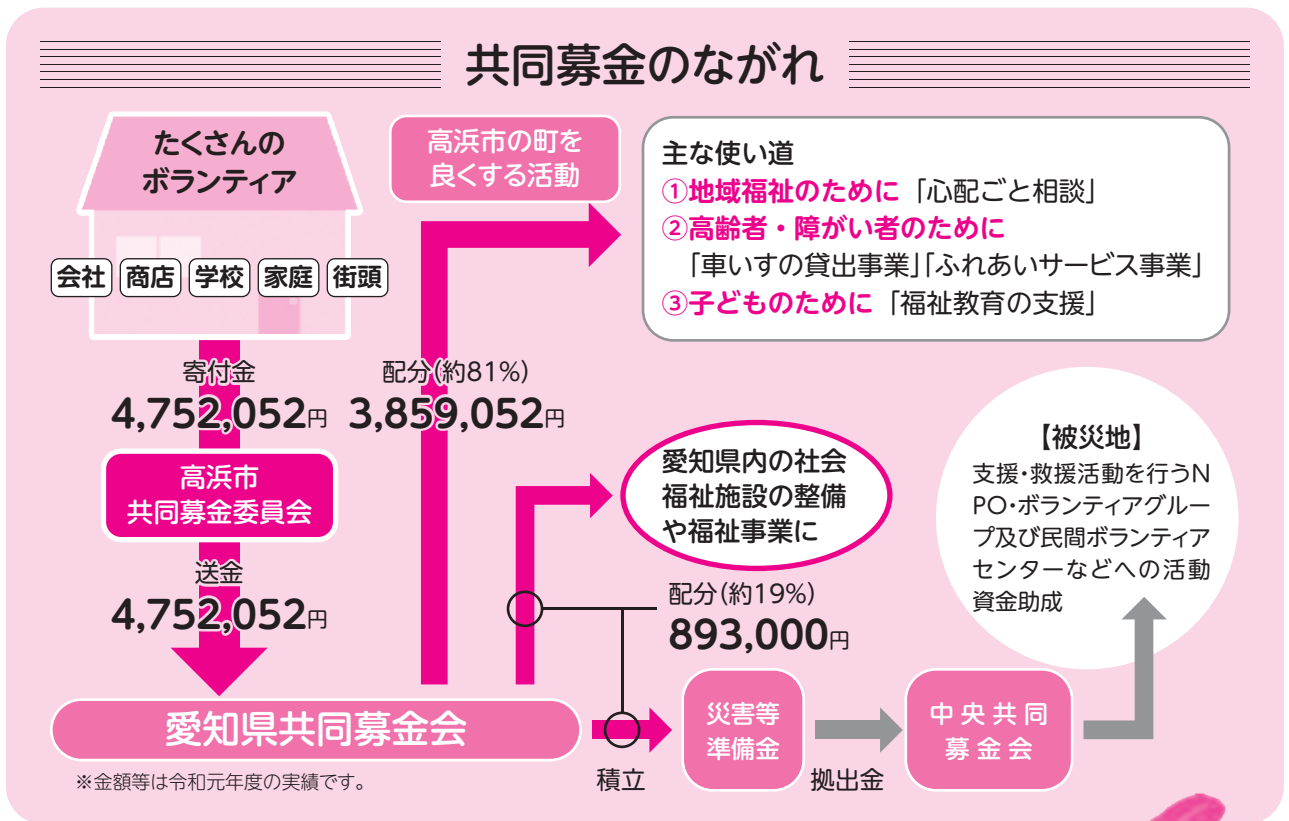 共同募金のながれ
たくさんの
ボランティア
会社 商店 学校 家庭 街頭
寄付金
4,752,052円
高浜市
共同募金委員会
送金
4,752,052円
愛知県共同募金会
※金額等は令和元年度の実績です。
高浜市の町を
良くする活動
配分(約81%)
3,859,052円
主な使い道
①地域福祉のために「心配ごと相談」
②高齢者・障がい者のために
「車いすの貸出事業」「ふれあいサービス事業」
③子どものために「福祉教育の支援」
愛知県内の社会
福祉施設の整備
や福祉事業に
配分(約19%)
893,000円
積立
災害等
準備金
拠出金
中央共同
募金会
【被災地】
支援・救援活動を行うN
PO・ボランティアグルー
プ及び民間ボランティア
センターなどへの活動
資金助成